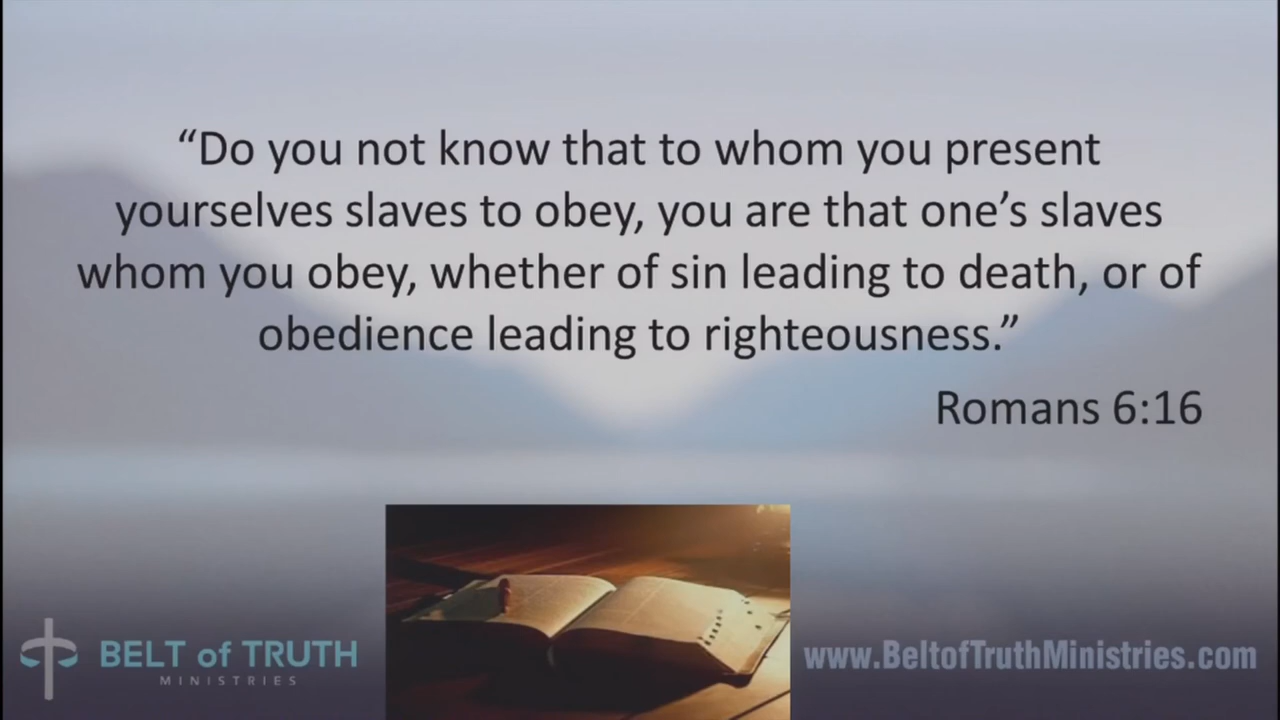 “Do you not know that to whom you present
yourselves slaves to obey, you are that one’s slaves
whom you obey, whether of sin leading to death, or of
obedience leading to righteousness.”
Romans 6:16
BELT of TRUTH
MINISTRIES
www.BeltofTruthMinistries.com